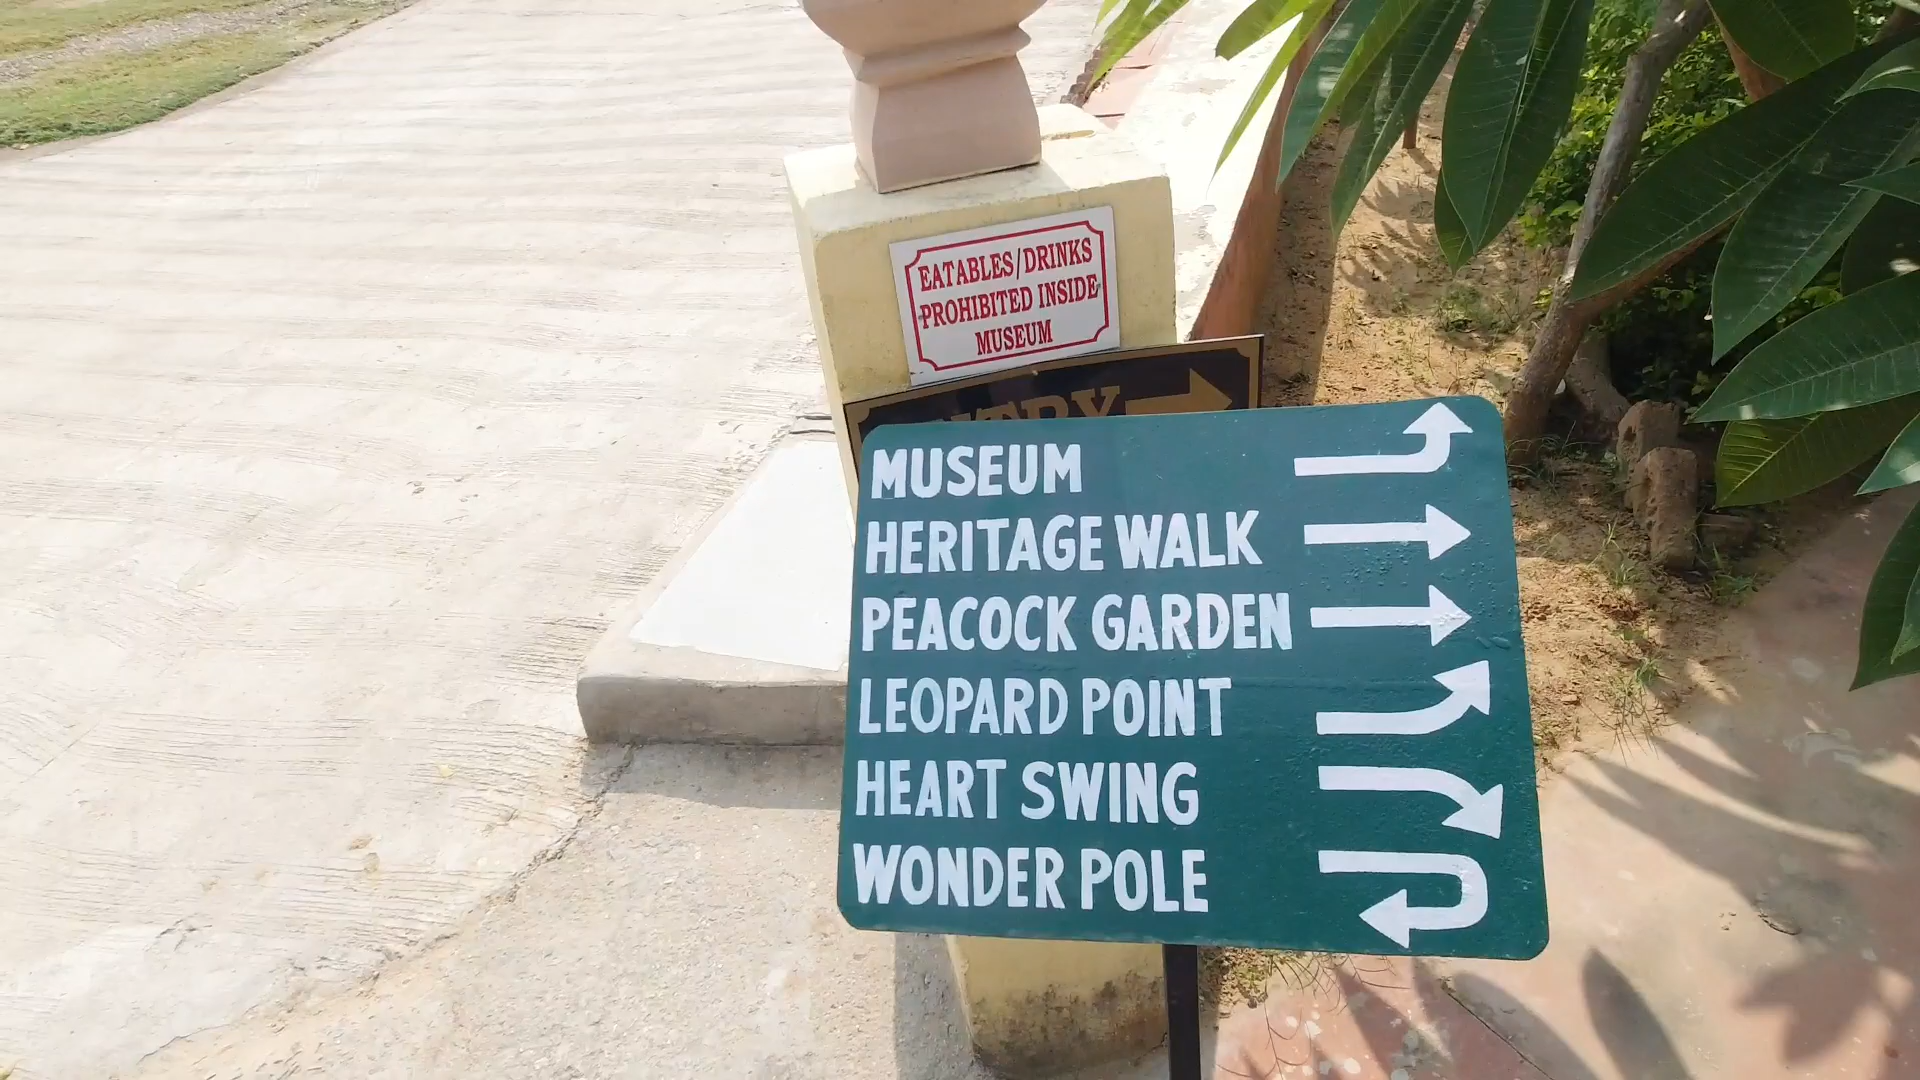 EATABLES/DRINKS
PROHIBITED INSIDE
MUSEUM
MUSEUM
HERITAGE WALK
PEACOCK GARDEN
LEOPARD POINT
HEART SWING
WONDER POLE